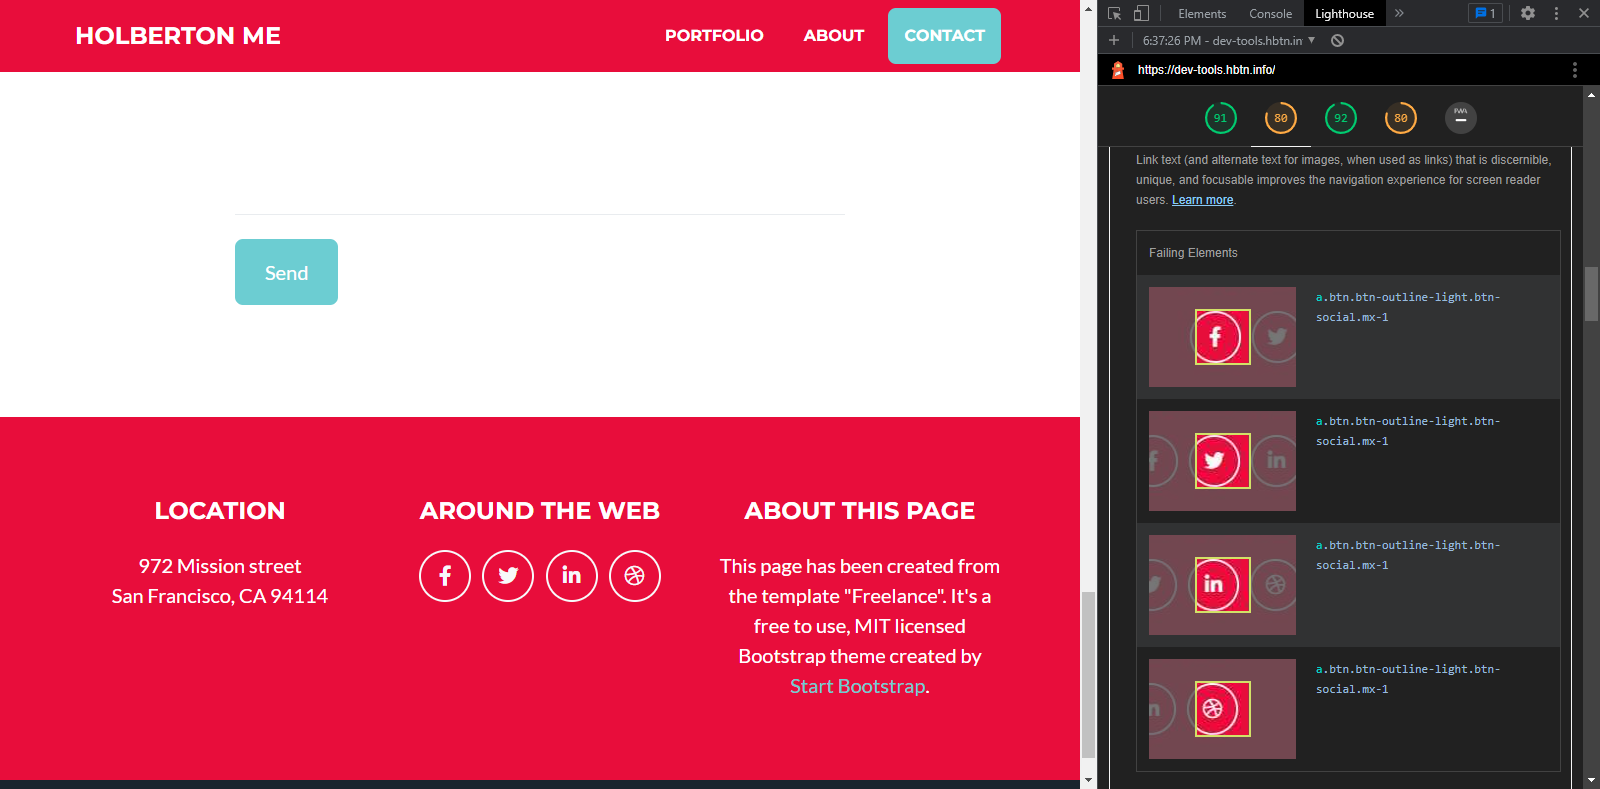 HOLBERTON ME
PORTFOLIO
ABOUT
CONTACT
Send
LOCATION
972 Mission street
San Francisco, CA 94114
AROUND THE WEB
ABOUT THIS PAGE
This page has been created from
the template "Freelance". It's a
free to use, MIT licensed
Bootstrap theme created by
Start Bootstrap.
Elements
Console
Lighthouse
1
6:37:26 PM - dev-tools.hbtn.in
https://dev-tools.hbtn.info/
91
80
92
80
PWA
Link text (and alternate text for images, when used as links) that is discernible,
unique, and focusable improves the navigation experience for screen reader
users. Learn more.
Failing Elements
a.btn.btn-outline-light.btn-
social.mx-1
a.btn.btn-outline-light.btn-
social.mx-1
a.btn.btn-outline-light.btn-
social.mx-1
a.btn.btn-outline-light.btn-
social.mx-1